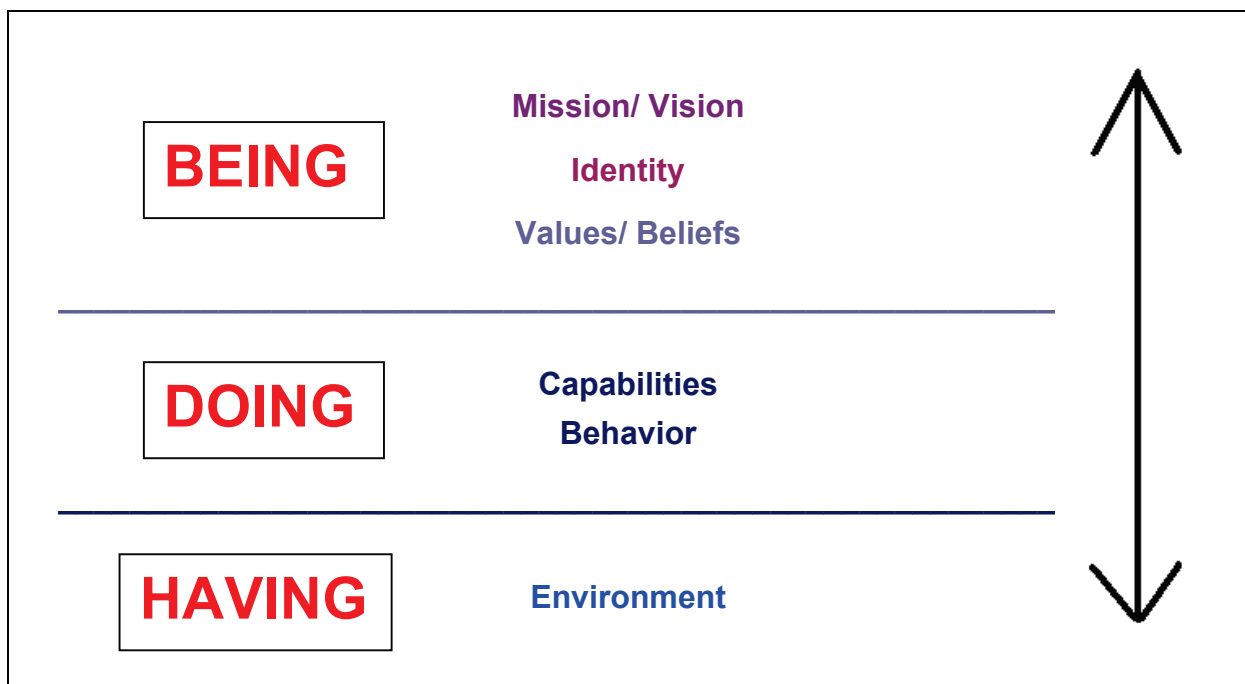 Mission/ Vision
BEING
Identity
Values/ Beliefs
DOING
Capabilities
Behavior
HAVING
Environment